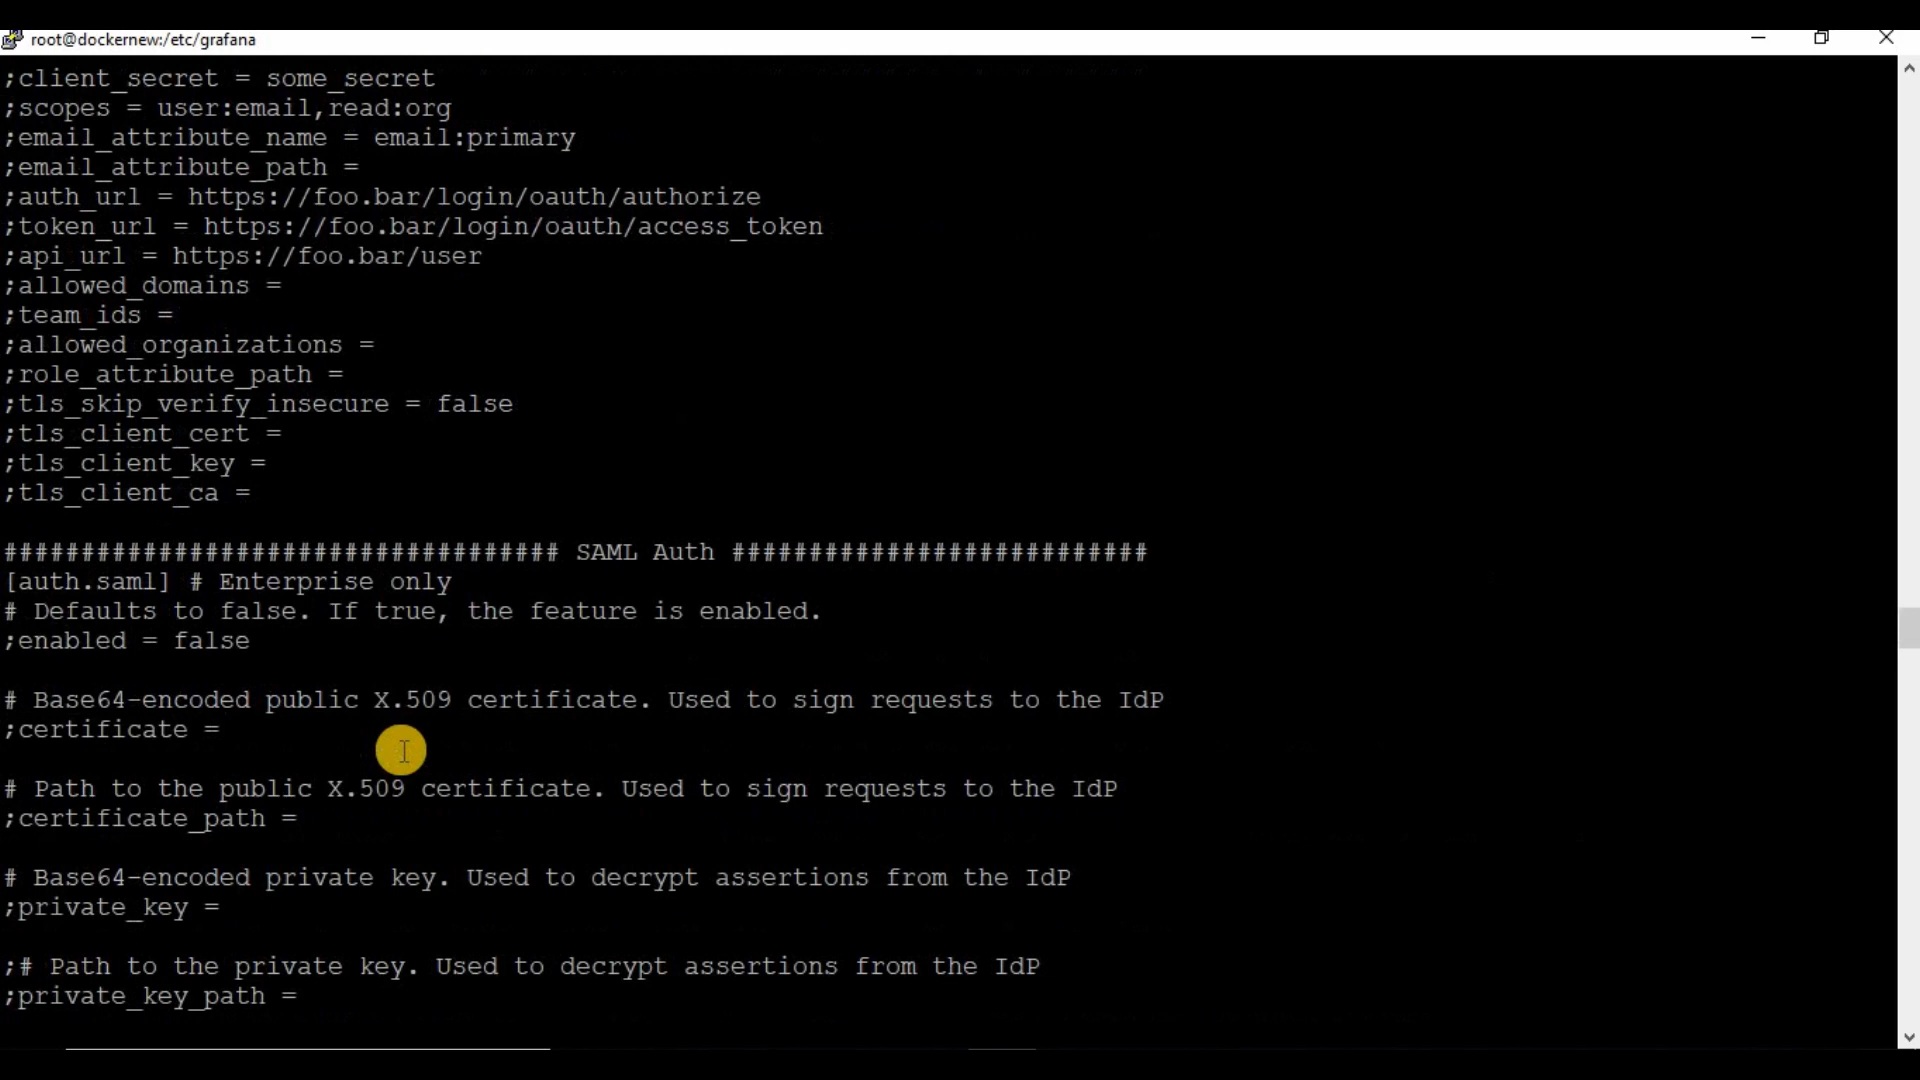 root@dockernew:/etc/grafana
;client_secret = some_secret
;scopes = user:email,read:org
;email_attribute_name = email:primary
;email_attribute_path =
;auth_url = https://foo.bar/login/oauth/authorize
;token_url = https://foo.bar/login/oauth/access_token
;api_url = https://foo.bar/user
;allowed_domains =
;team_ids =
;allowed_organizations =
;role_attribute_path =
;tls_skip_verify_insecure = false
;tls_client_cert =
;tls_client_key =
;tls_client_ca =
#################################### SAML Auth ###########################
[auth.saml] # Enterprise only
# Defaults to false. If true, the feature is enabled.
;enabled = false
# Base64-encoded public X.509 certificate. Used to sign requests to the IdP
;certificate =
# Path to the public X.509 certificate. Used to sign requests to the IdP
;certificate_path =
# Base64-encoded private key. Used to decrypt assertions from the IdP
;private_key =
;# Path to the private key. Used to decrypt assertions from the IdP
;private_key_path =